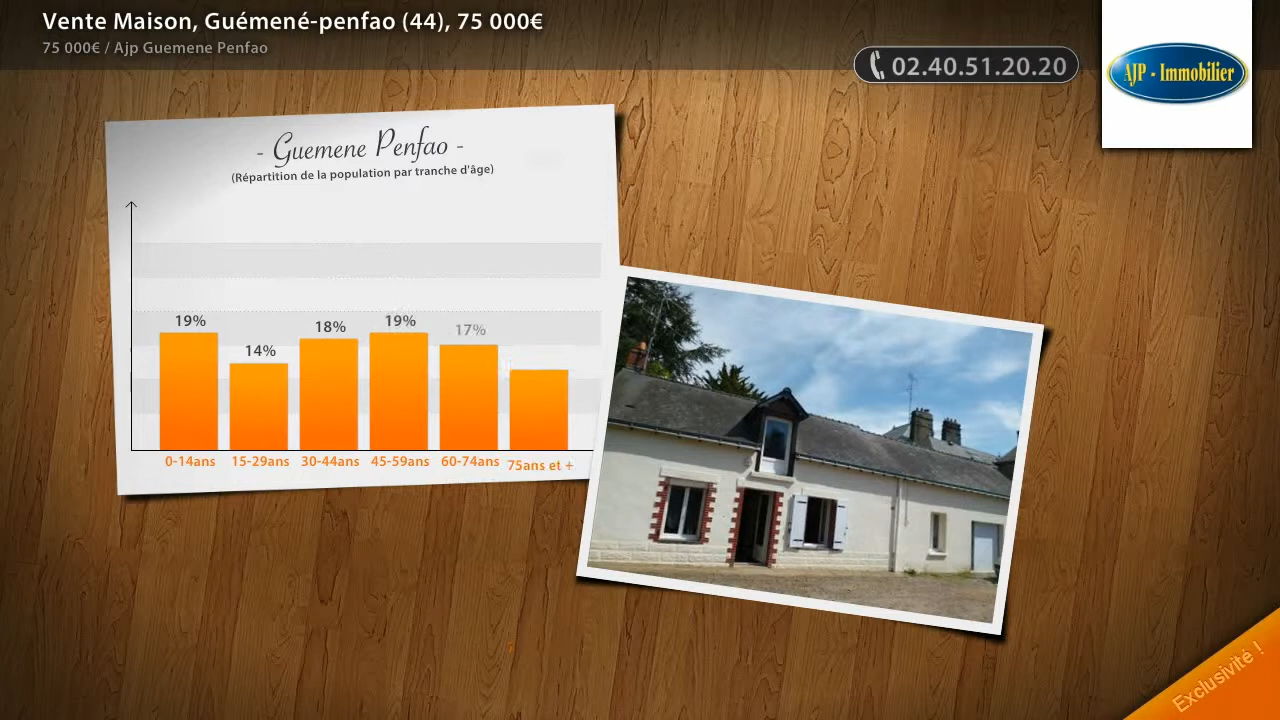 Vente Maison, Guémené-penfao (44), 75 000€
75 000€ / Ajp Guemene Penfao
02.40.51.20.20
AJP - Immobilier
- Guemene Penfao -
(Répartition de la population par tranche d'âge)
19%
14%
18%
19%
17%
0-14ans 15-29ans 30-44ans 45-59ans 60-74ans 75ans et +
Exclusivité !